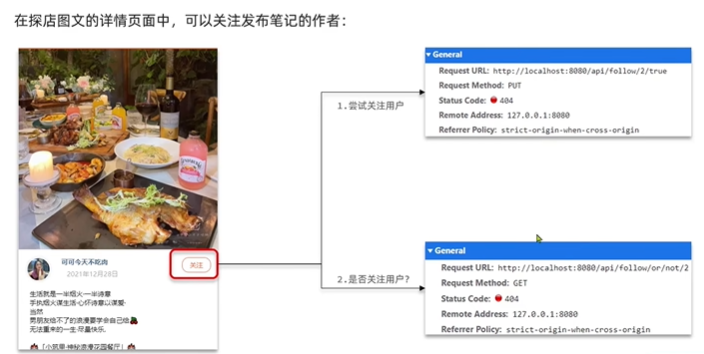 在探店图文的详情页面中，可以关注发布笔记的作者：
可可今天不吃肉
2021年12月28日
关注
生活就是一半烟火·一半诗意
手执烟火谋生活·心怀诗意以谋爱·
当然
男朋友给不了的浪漫要学会自己给🍒
无法重来的一生·尽量快乐.
🏰「小筑里·神秘浪漫花园餐厅」🏰
1.尝试关注用户
General
Request URL: http://localhost:8080/api/follow/2/true
Request Method: PUT
Status Code: 404
Remote Address: 127.0.0.1:8080
Referrer Policy: strict-origin-when-cross-origin
2.是否关注用户?
General
Request URL: http://localhost:8080/api/follow/or/not/2
Request Method: GET
Status Code: 404
Remote Address: 127.0.0.1:8080
Referrer Policy: strict-origin-when-cross-origin